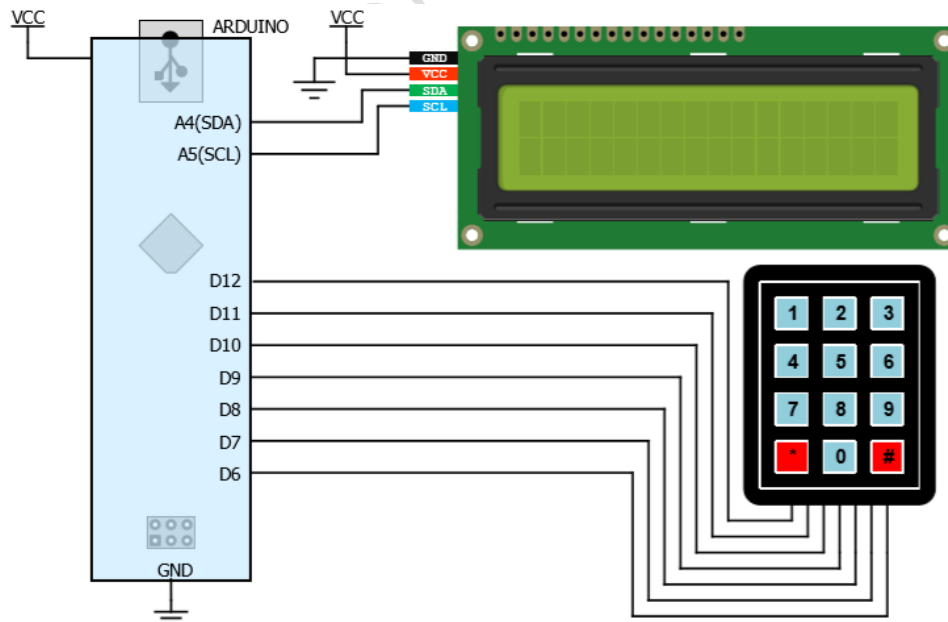 VCC
ARDUINO
VCC
GND
VCC
SDA
SCL
A4(SDA)
A5(SCL)
D12
D11
D10
D9
D8
D7
D6
GND
1 2 3
4 5 6
7 8 9
* 0 #